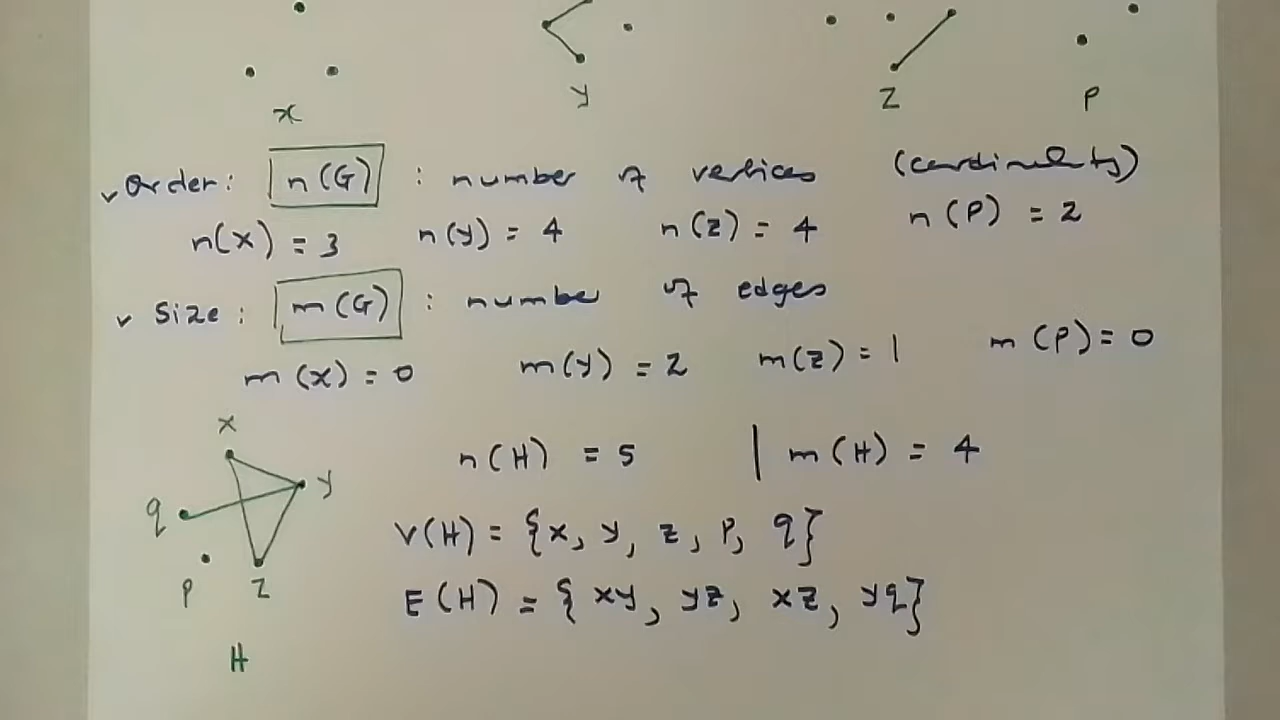 x y z p
Order: n(G) : number of vertices (cardinality)
n(x) = 3 n(y) = 4 n(z) = 4 n(P) = 2
Size: m(G) : number of edges
m(x) = 0 m(y) = 2 m(z) = 1 m(P) = 0
x
n(H) = 5 | m(H) = 4
y
q
V(H) = {x, y, z, p, q}
p z
E(H) = {xy, yz, xz, yq}
H